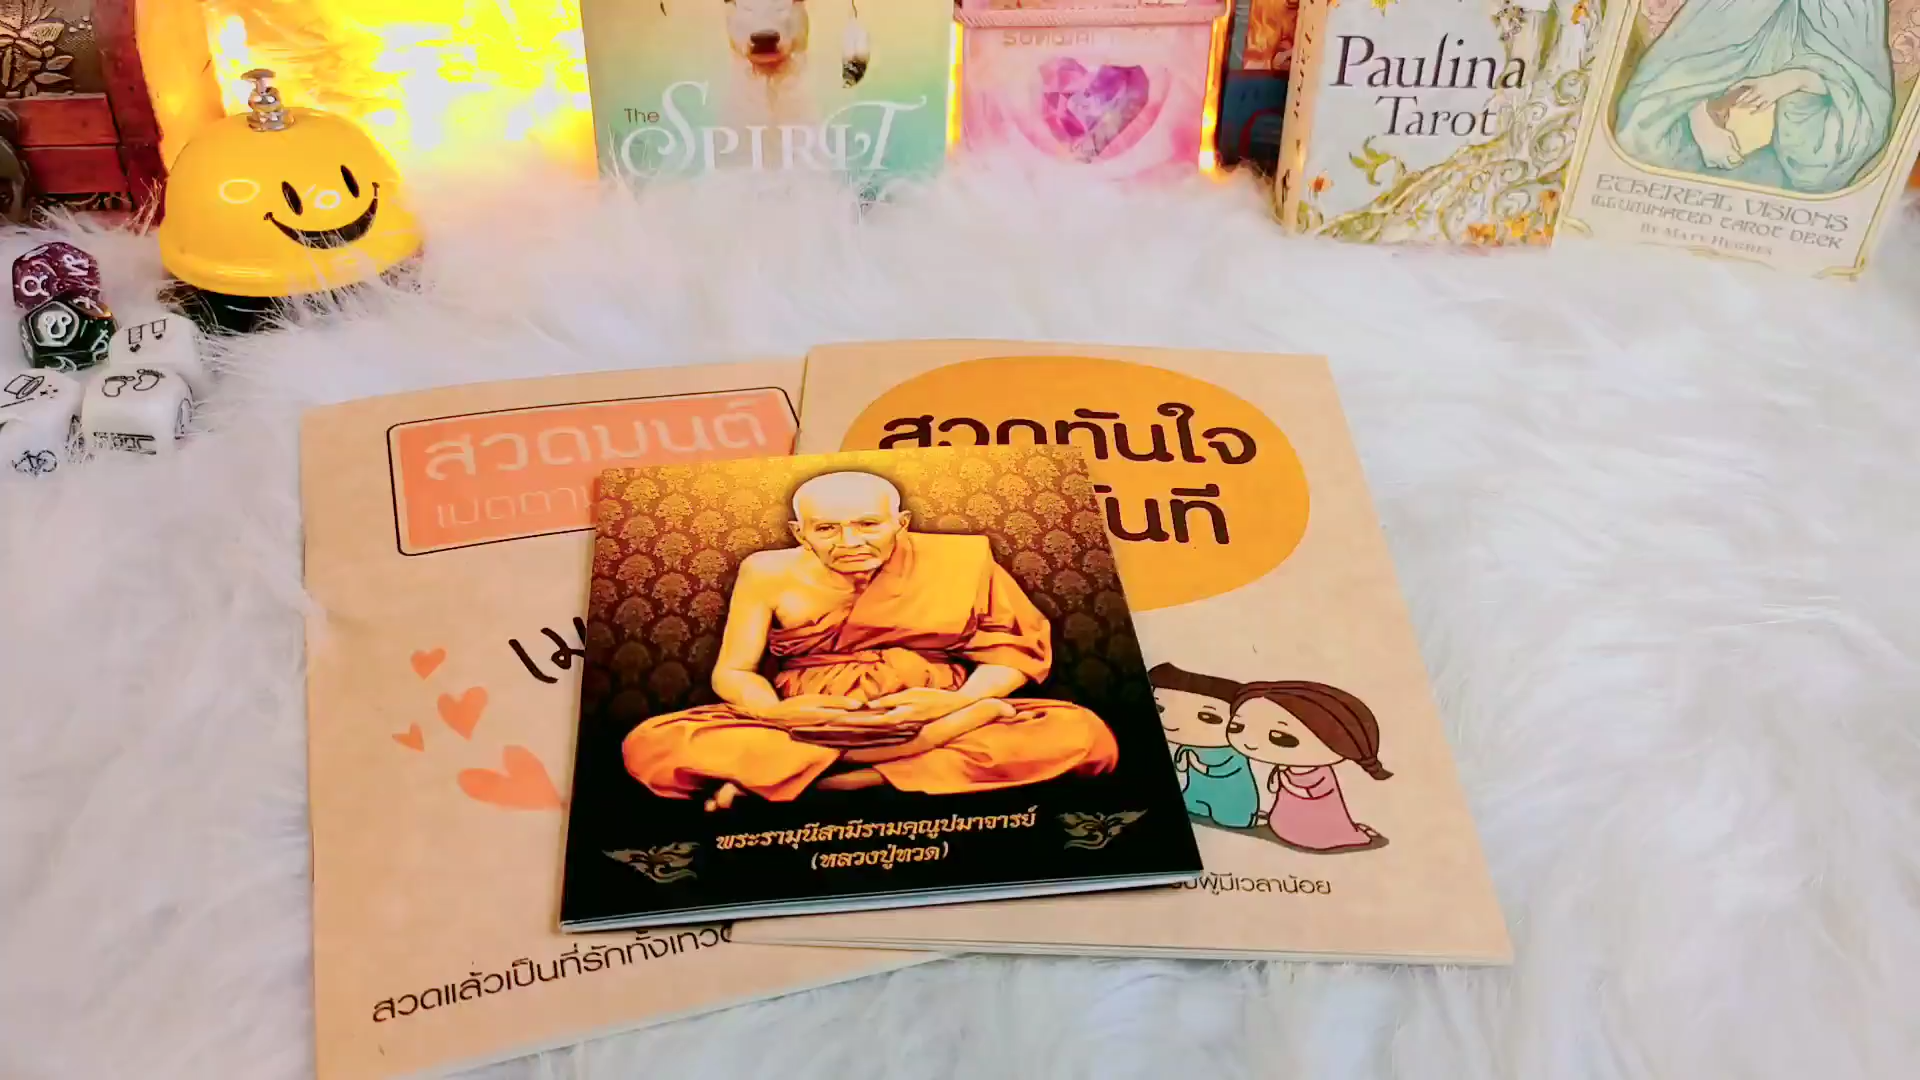 The
SPIRIT
Paulina
Tarot
ETHEREAL VISIONS
ILLUMINATED TAROT DECK
BY MATT HUGHES
สวดมนต์
สวดทันใจ
ทันที
พระรามุนีสามีรามคุณูปมาจารย์
(หลวงปู่ทวด)
ผู้มีเวลาน้อย
สวดแล้วเป็นที่รักทั้งเทวดา